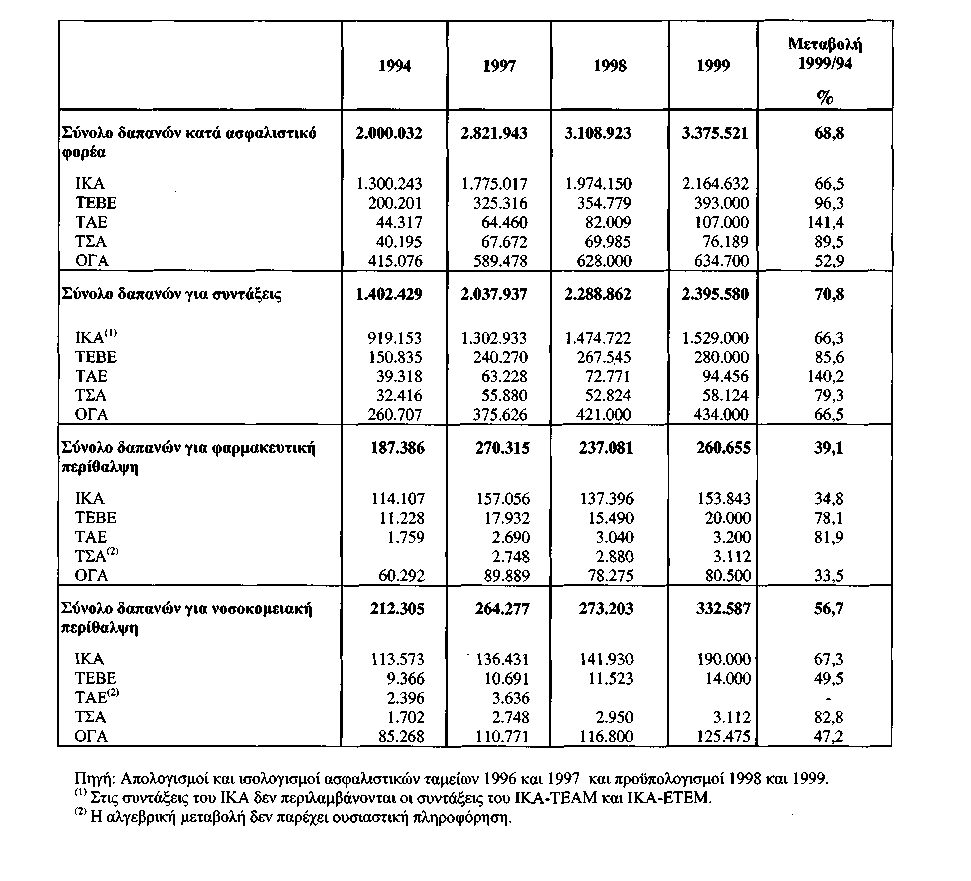 Μεταβολή
1994 1997 1998 1999 1999/94
%
Σύνολο δαπανών κατά ασφαλιστικό 2.000.032 2.821.943 3.108.923 3.375.521 68,8
φορέα
ΙΚΑ 1.300.243 1.775.017 1.974.150 2.164.632 66,5
ΤΕΒΕ 200.201 325.316 354.779 393.000 96,3
ΤΑΕ 44.317 64.460 82.009 107.000 141,4
ΤΣΑ 40.195 67.672 69.985 76.189 89,5
ΟΓΑ 415.076 589.478 628.000 634.700 52,9
Σύνολο δαπανών για συντάξεις 1.402.429 2.037.937 2.288.862 2.395.580 70,8
ΙΚΑ⁽¹⁾ 919.153 1.302.933 1.474.722 1.529.000 66,3
ΤΕΒΕ 150.835 240.270 267.545 280.000 85,6
ΤΑΕ 39.318 63.228 72.771 94.456 140,2
ΤΣΑ 32.416 55.880 52.824 58.124 79,3
ΟΓΑ 260.707 375.626 421.000 434.000 66,5
Σύνολο δαπανών για φαρμακευτική 187.386 270.315 237.081 260.655 39,1
περίθαλψη
ΙΚΑ 114.107 157.056 137.396 153.843 34,8
ΤΕΒΕ 11.228 17.932 15.490 20.000 78,1
ΤΑΕ 1.759 2.690 3.040 3.200 81,9
ΤΣΑ⁽²⁾ 2.748 2.880 3.112
ΟΓΑ 60.292 89.889 78.275 80.500 33,5
Σύνολο δαπανών για νοσοκομειακή 212.305 264.277 273.203 332.587 56,7
περίθαλψη
ΙΚΑ 113.573 136.431 141.930 190.000 67,3
ΤΕΒΕ 9.366 10.691 11.523 14.000 49,5
ΤΑΕ⁽²⁾ 2.396 3.636 -
ΤΣΑ 1.702 2.748 2.950 3.112 82,8
ΟΓΑ 85.268 110.771 116.800 125.475 47,2
Πηγή: Απολογισμοί και ισολογισμοί ασφαλιστικών ταμείων 1996 και 1997 και προϋπολογισμοί 1998 και 1999.
⁽¹⁾ Στις συντάξεις του ΙΚΑ δεν περιλαμβάνονται οι συντάξεις του ΙΚΑ-ΤΕΑΜ και ΙΚΑ-ΕΤΕΜ.
⁽²⁾ Η αλγεβρική μεταβολή δεν παρέχει ουσιαστική πληροφόρηση.